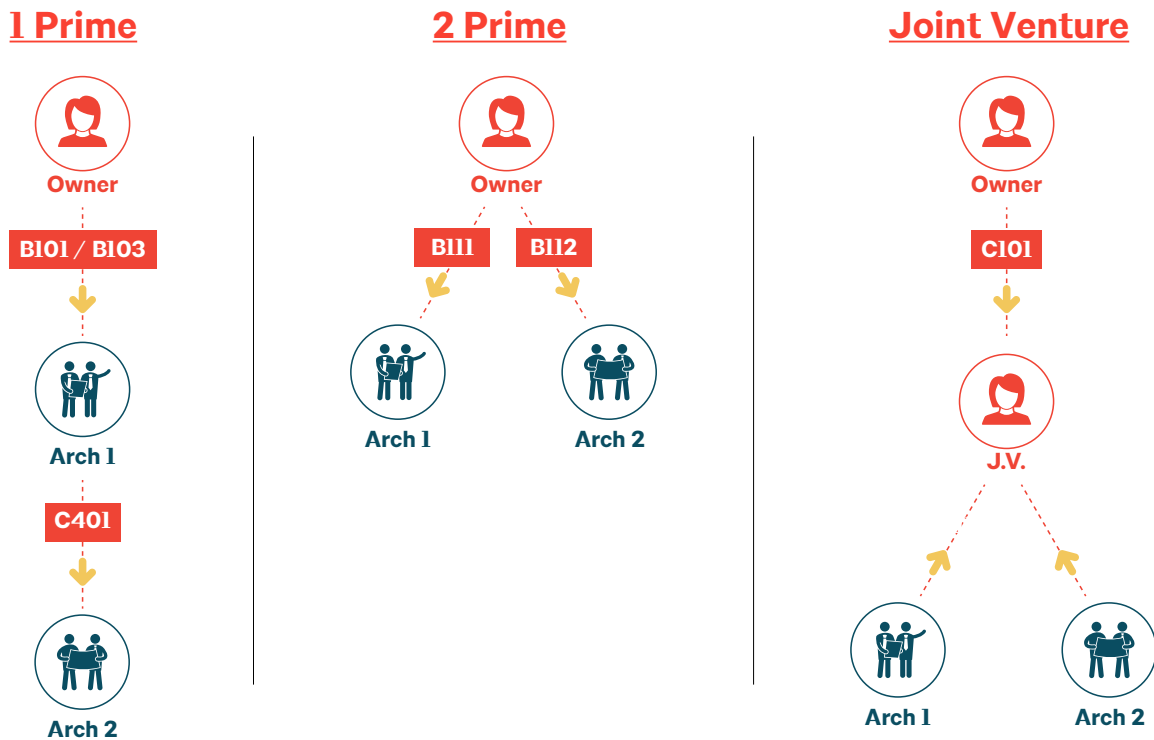 1 Prime
Owner
B101 / B103
Arch 1
C401
Arch 2
2 Prime
Owner
B111
B112
Arch 1
Arch 2
Joint Venture
Owner
C101
J.V.
Arch 1
Arch 2